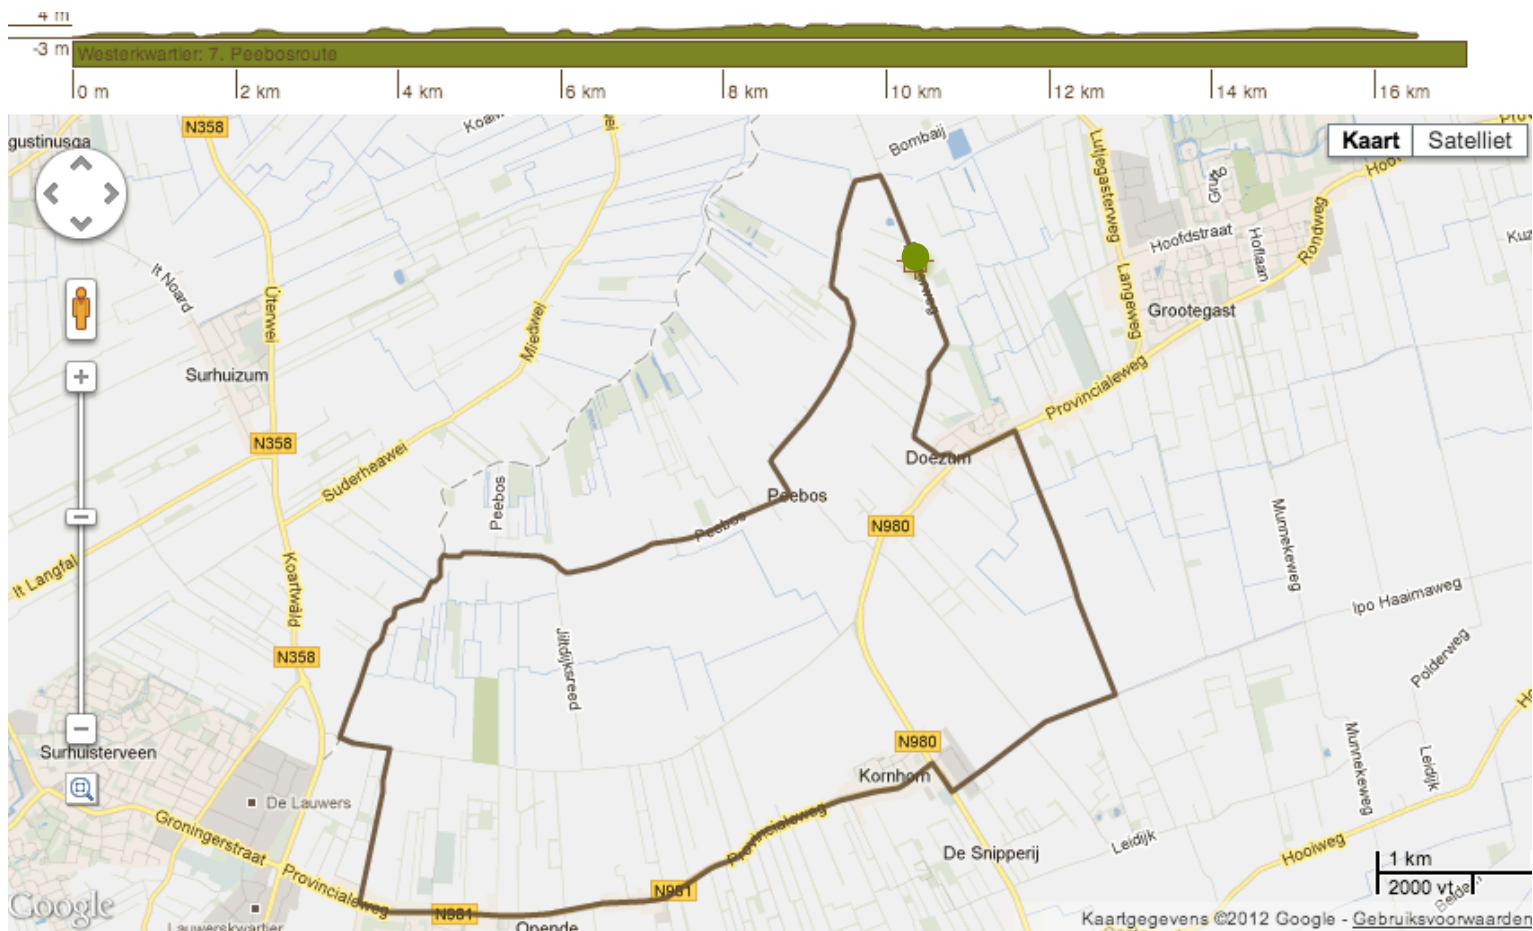 4 m
-3 m
Westerkwartier: 7. Peebosroute
0 m
2 km
4 km
6 km
8 km
10 km
12 km
14 km
16 km
N358
gustinusga
Bombaij
Kaart
Satelliet
Lutjegasterweg
Hoofdstraat
Hoflaan
Rondweg
It Noard
Uterwei
Miedwei
Langeweg
Grootegast
Surhuizum
Provincialeweg
N358
Suderheawei
Doezum
Peebos
Peebos
Peebos
N980
Munnekeweg
It Langfal
Koartwâld
Ipo Haaimaweg
N358
Jiltdijksreed
Polderweg
Surhuisterveen
N980
Kornhorn
Munnekeweg
Leidijk
De Lauwers
Groningerstraat
Provincialeweg
Leidijk
Hooiweg
De Snipperij
1 km
2000 vt
Provincialeweg
N981
N981
Google
Opende
Lauwerskwartier
Kaartgegevens ©2012 Google - Gebruiksvoorwaarden